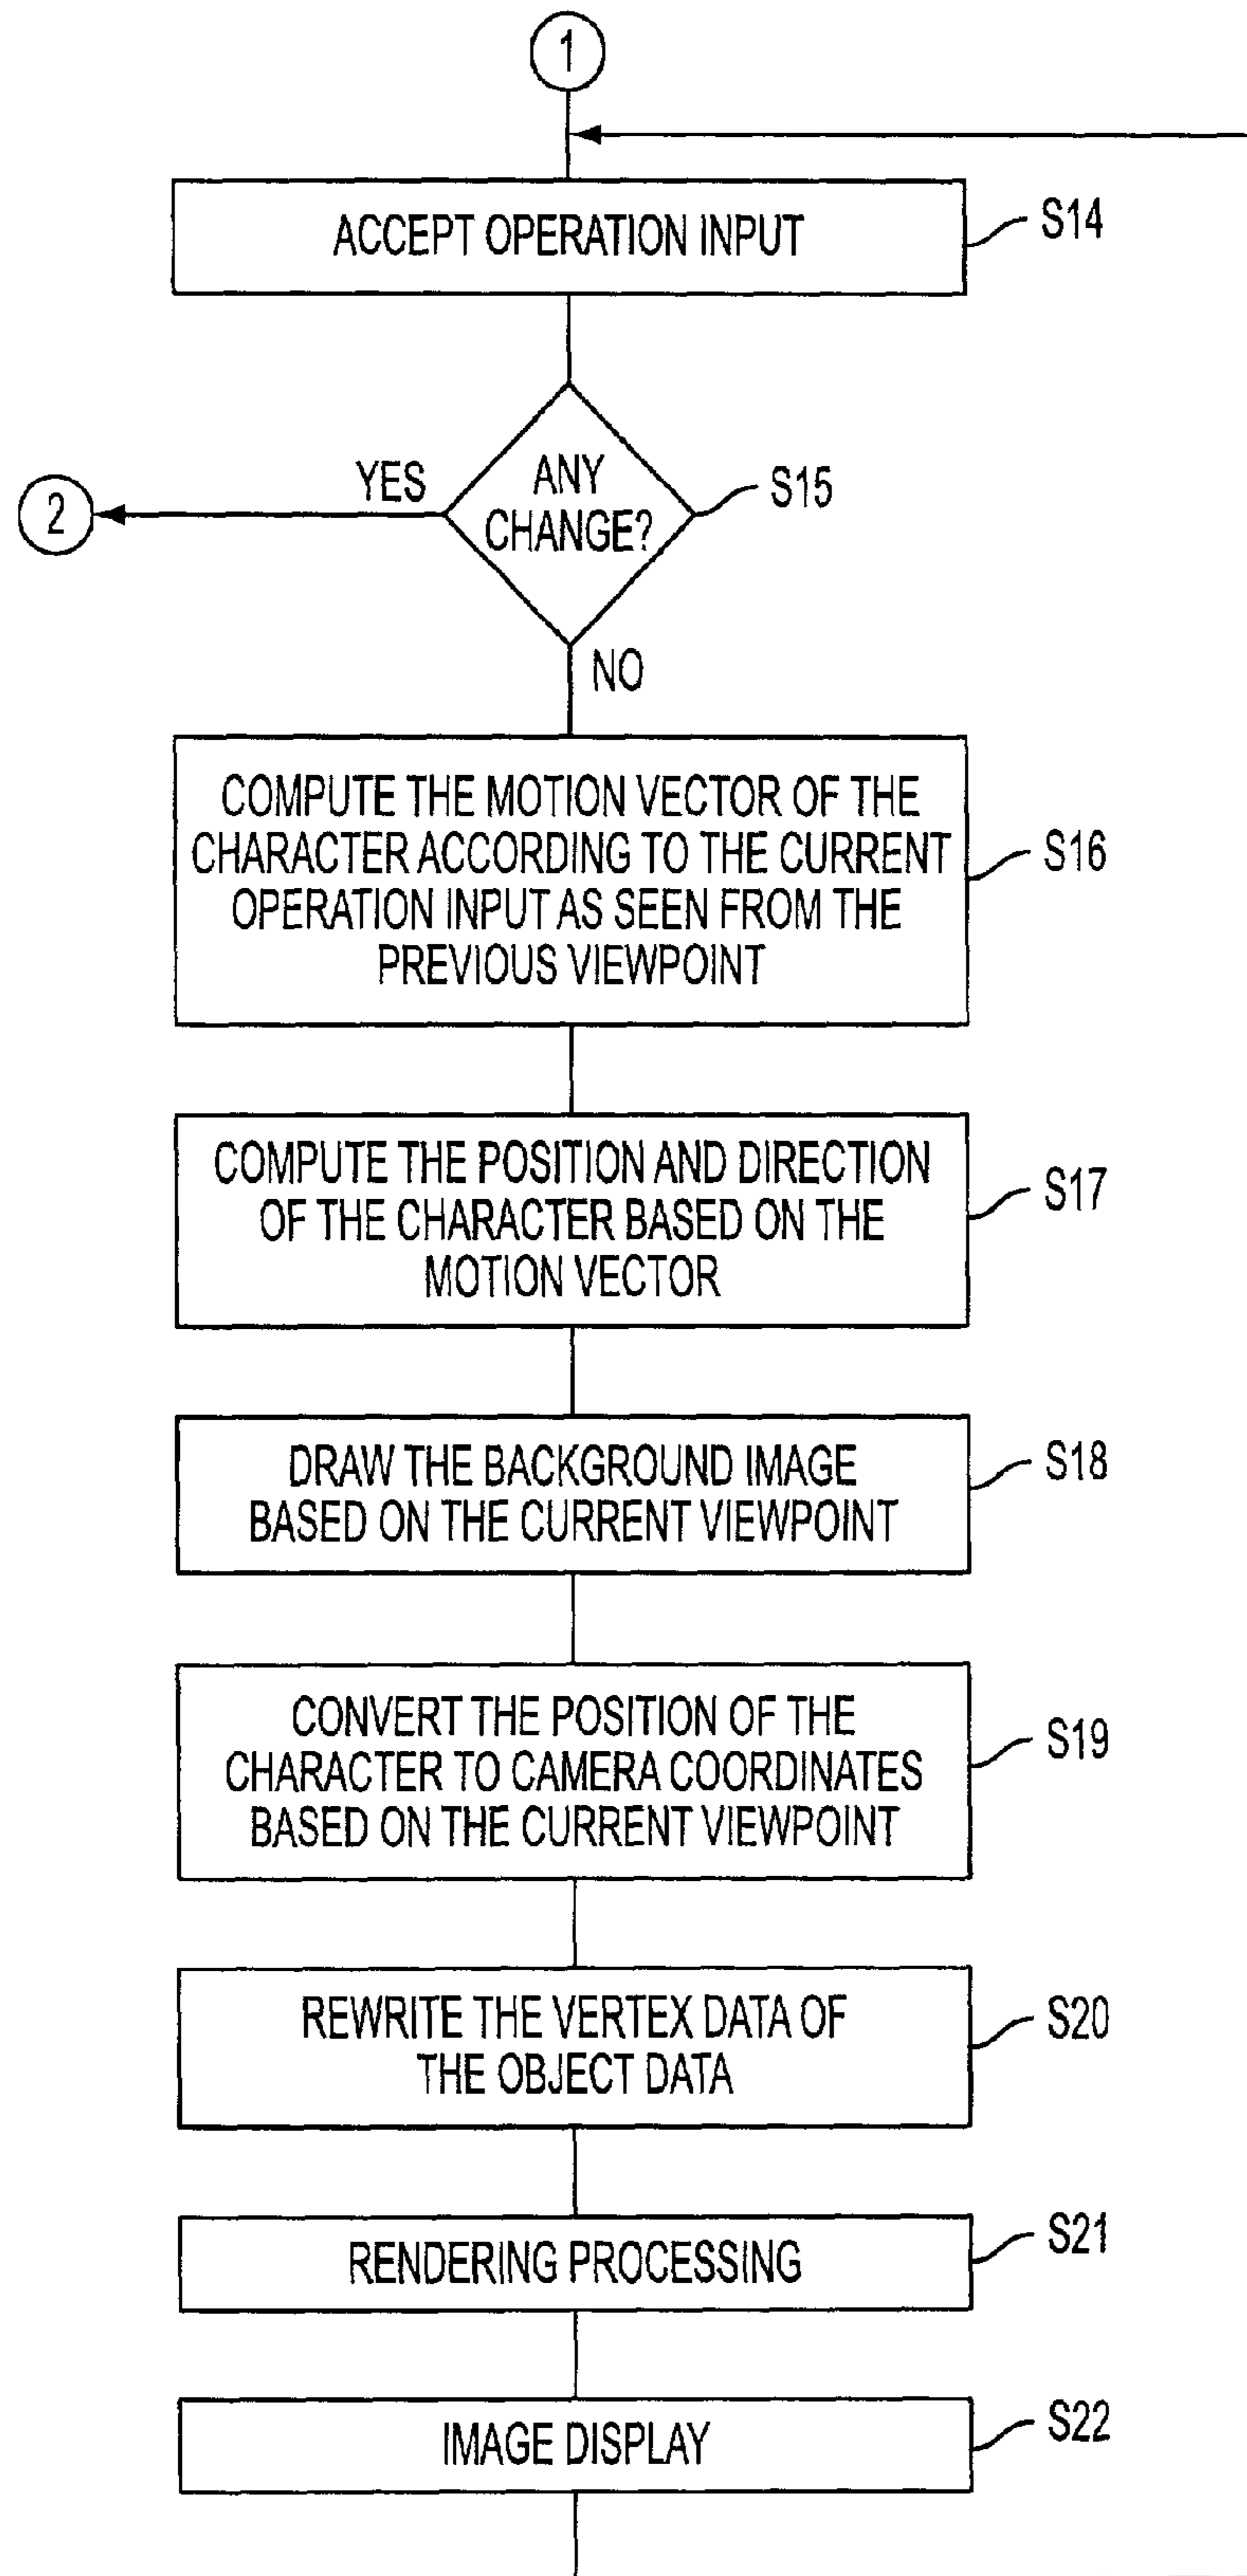 1
ACCEPT OPERATION INPUT
S14
ANY
CHANGE?
S15
YES
2
NO
COMPUTE THE MOTION VECTOR OF THE
CHARACTER ACCORDING TO THE CURRENT
OPERATION INPUT AS SEEN FROM THE
PREVIOUS VIEWPOINT
S16
COMPUTE THE POSITION AND DIRECTION
OF THE CHARACTER BASED ON THE
MOTION VECTOR
S17
DRAW THE BACKGROUND IMAGE
BASED ON THE CURRENT VIEWPOINT
S18
CONVERT THE POSITION OF THE
CHARACTER TO CAMERA COORDINATES
BASED ON THE CURRENT VIEWPOINT
S19
REWRITE THE VERTEX DATA OF
THE OBJECT DATA
S20
RENDERING PROCESSING
S21
IMAGE DISPLAY
S22